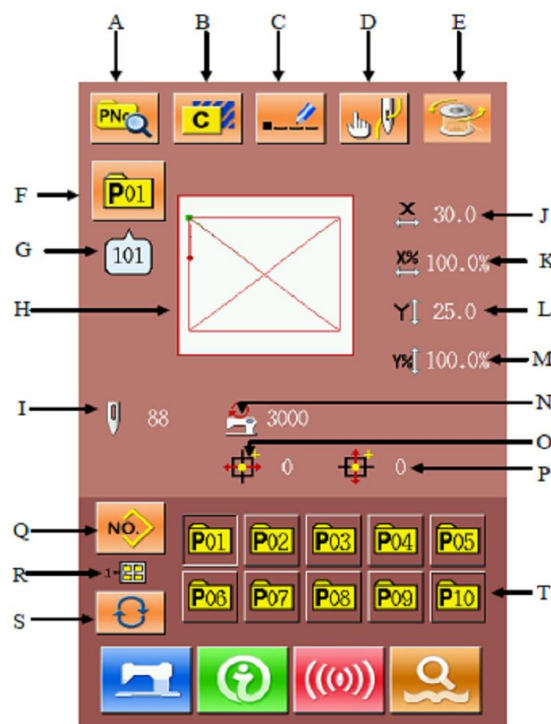 A B C D E
PNo
C
F P01
G 101
H
X 30.0 J
X% 100.0% K
Y 25.0 L
Y% 100.0% M
I 88 3000 N
O
0 0 P
Q NO.
P01 P02 P03 P04 P05
R 1-
S
P06 P07 P08 P09 P10 T